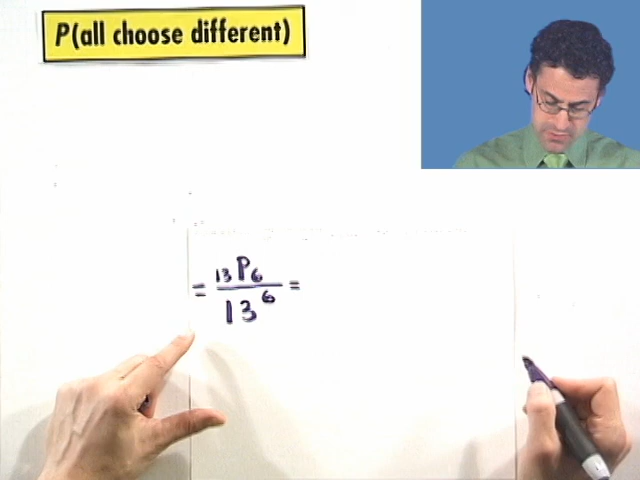 P(all choose different)
= ₁₃P₆ / 13⁶ =